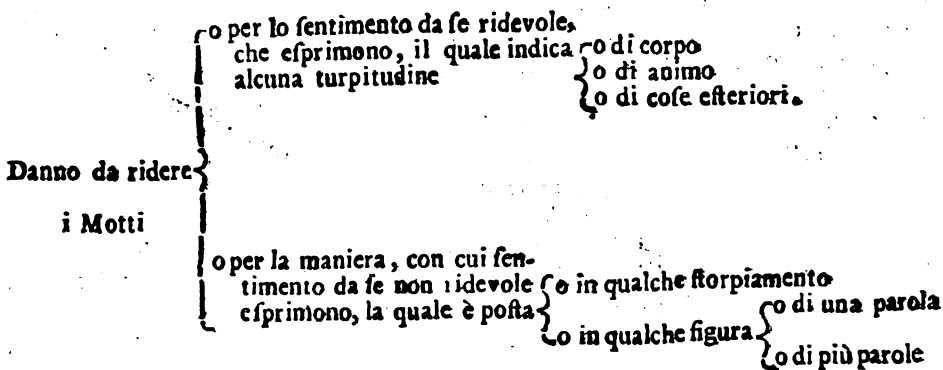 o per lo ſentimento da ſe ridevole,
che eſprimono, il quale indica
alcuna turpitudine
o di corpo
o di animo
o di coſe eſteriori.
Danno da ridere
i Motti
o per la maniera, con cui ſen-
timento da ſe non ridevole
eſprimono, la quale è poſta
o in qualche ſtorpiamento
o in qualche figura
o di una parola
o di più parole